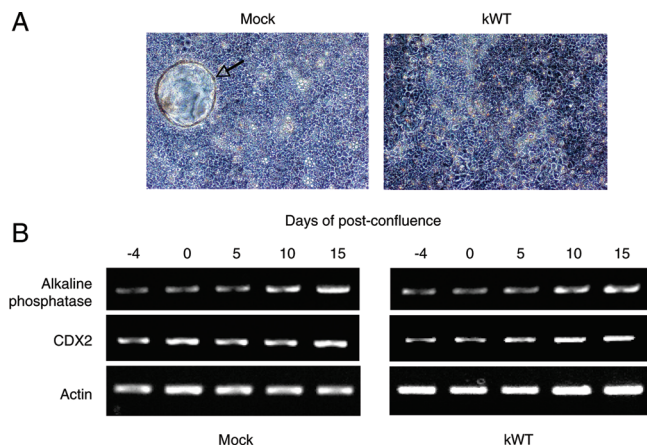 A
Mock
kWT
Days of post-confluence
B
-4 0 5 10 15
-4 0 5 10 15
Alkaline
phosphatase
CDX2
Actin
Mock
kWT